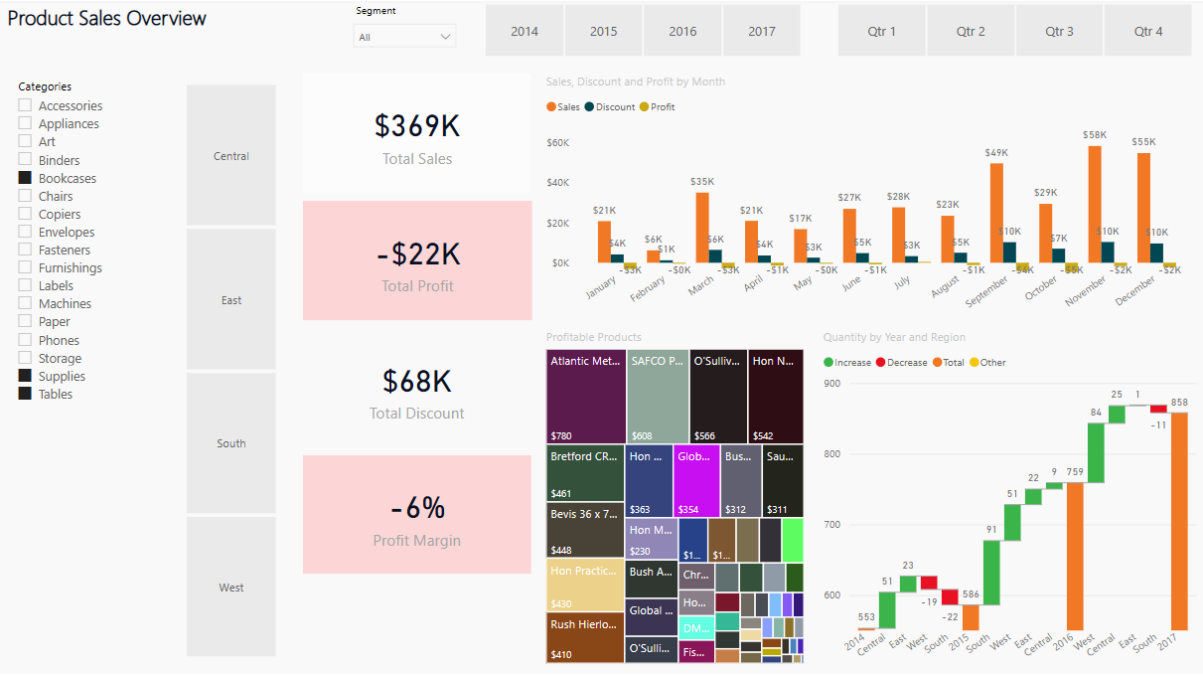 Product Sales Overview
Segment
All
2014
2015
2016
2017
Qtr 1
Qtr 2
Qtr 3
Qtr 4
Categories
Accessories
Appliances
Art
Binders
Bookcases
Chairs
Copiers
Envelopes
Fasteners
Furnishings
Labels
Machines
Paper
Phones
Storage
Supplies
Tables
Central
East
South
West
$369K
Total Sales
-$22K
Total Profit
$68K
Total Discount
-6%
Profit Margin
Sales, Discount and Profit by Month
Sales Discount Profit
$60K
$40K
$20K
$0K
$21K $4K -$3K
$6K $1K -$0K
$35K $6K -$3K
$21K $4K -$1K
$17K $3K -$0K
$27K $5K -$1K
$28K $3K
$23K $5K -$1K
$49K $10K -$4K
$29K $7K
$58K $10K -$2K
$55K $10K -$2K
January February March April May June July August September October November December
Profitable Products
Atlantic Met... $780
SAFCO P... $608
O'Sulliv... $566
Hon N... $542
Bretford CR... $461
Hon ... $363
Glob... $354
Bus... $312
Sau... $311
Bevis 36 x 7... $448
Hon M... $230
$1...
$1...
Hon Practic... $430
Bush A...
Chr...
Rush Hierlo... $410
Global ...
Ho...
DM...
O'Sulli...
Fis...
Quantity by Year and Region
Increase Decrease Total Other
900
800
700
600
553 51 23 -19 -22 586 91 51 22 9 759 84 25 1 -11 858
2014 Central East West South 2015 South West East Central 2016 West Central East South 2017